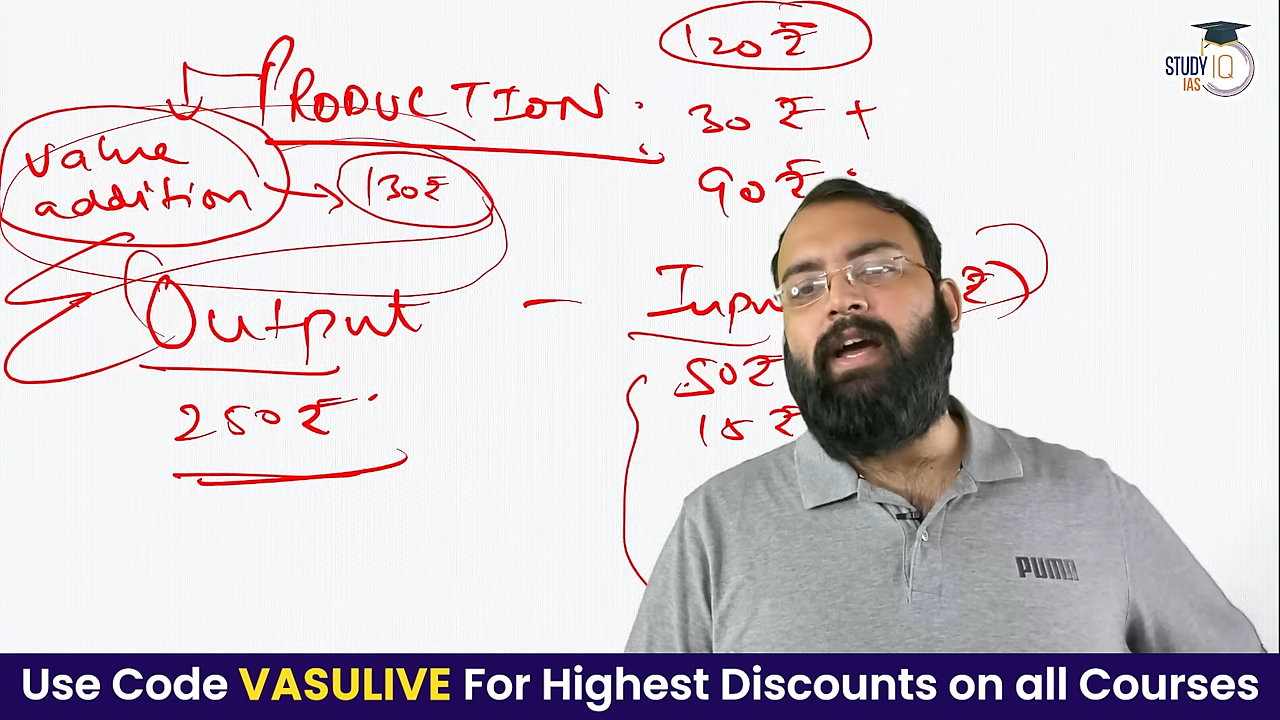 120 ₹
PRODUCTION:
30 ₹ +
90 ₹
value
addition → 130 ₹
Output –
₹)
250 ₹
50 ₹
15 ₹
STUDY IQ
IAS
PUMA
Use Code VASULIVE For Highest Discounts on all Courses